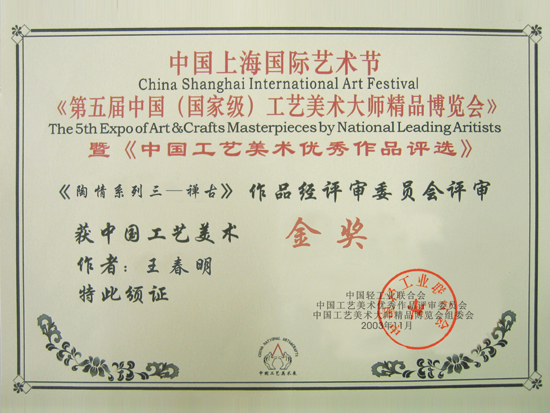 中国上海国际艺术节
China Shanghai International Art Festival
《第五届中国（国家级）工艺美术大师精品博览会》
The 5th Expo of Art & Crafts Masterpieces by National Leading Aritists
暨《中国工艺美术优秀作品评选》
《陶情系列三—禅古》 作品经评审委员会评审
获中国工艺美术 金奖
作者：王春明
特此颁证
中国轻工业联合会
中国工艺美术优秀作品评审委员会
中国工艺美术大师精品博览会组委会
2003年11月